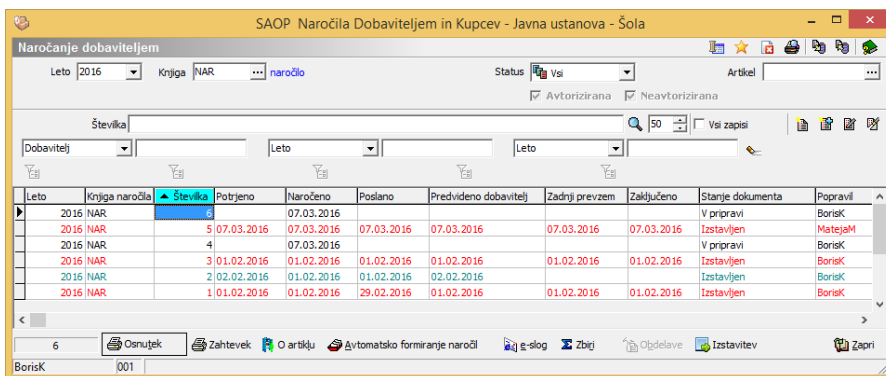 SAOP Naročila Dobaviteljem in Kupcev - Javna ustanova - Šola
Naročanje dobaviteljem
Leto 2016 Knjiga NAR ... naročilo Status Vsi Artikel ...
Avtorizirana Neavtorizirana
Številka 50 Vsi zapisi
Dobavitelj Leto Leto
Leto Knjiga naročila Številka Potrjeno Naročeno Poslano Predvideno dobavitelj Zadnji prevzem Zaključeno Stanje dokumenta Popravil
2016 NAR 6 07.03.2016 V pripravi BorisK
2016 NAR 5 07.03.2016 07.03.2016 07.03.2016 07.03.2016 07.03.2016 07.03.2016 Izstavljen MatejaM
2016 NAR 4 07.03.2016 V pripravi BorisK
2016 NAR 3 01.02.2016 01.02.2016 01.02.2016 01.02.2016 01.02.2016 01.02.2016 Izstavljen BorisK
2016 NAR 2 02.02.2016 01.02.2016 01.02.2016 02.02.2016 Izstavljen BorisK
2016 NAR 1 01.02.2016 01.02.2016 29.02.2016 01.02.2016 01.02.2016 01.02.2016 Izstavljen BorisK
6 Osnutek Zahtevek O artiklu Avtomatsko formiranje naročil e-slog Zbiri Obdelave Izstavitev Zapri
BorisK 001